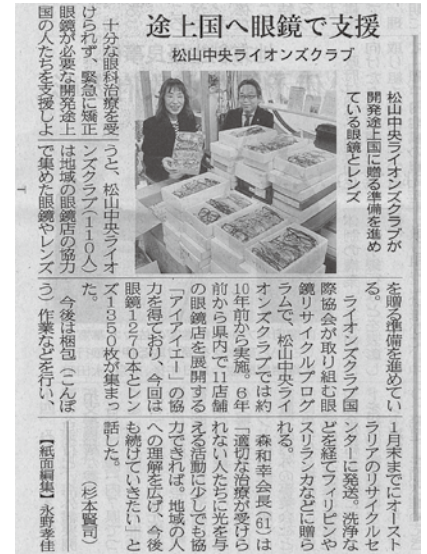 途上国へ眼鏡で支援
松山中央ライオンズクラブ
松山中央ライオンズクラブが
開発途上国に贈る準備を進め
ている眼鏡とレンズ
十分な眼科治療を受
けられず、緊急に矯正
眼鏡が必要な開発途上
国の人たちを支援しよ
うと、松山中央ライオ
ンズクラブ(110人)
は地域の眼鏡店の協力
で集めた眼鏡やレンズ
を贈る準備を進めてい
る。
ライオンズクラブ国
際協会が取り組む眼
鏡リサイクルプログ
ラムで、松山中央ライ
オンズクラブでは約
10年前から実施。6年
前から県内で11店舗
の眼鏡店を展開する
「アイアイエー」の協
力を得ており、今回は
眼鏡1270本とレン
ズ1350枚が集まっ
た。
今後は梱包(こんぽ
う)作業などを行い、
1月末までにオースト
ラリアのリサイクルセ
ンターに発送。洗浄な
どを経てフィリピンや
スリランカなどに贈ら
れる。
森和幸会長(61)は
「適切な治療が受けら
れない人たちに光を与
える活動に少しでも協
力できれば。地域の人
への理解を広げ、今後
も続けていきたい」と
話した。
(杉本賢司)
【紙面編集】永野孝佳